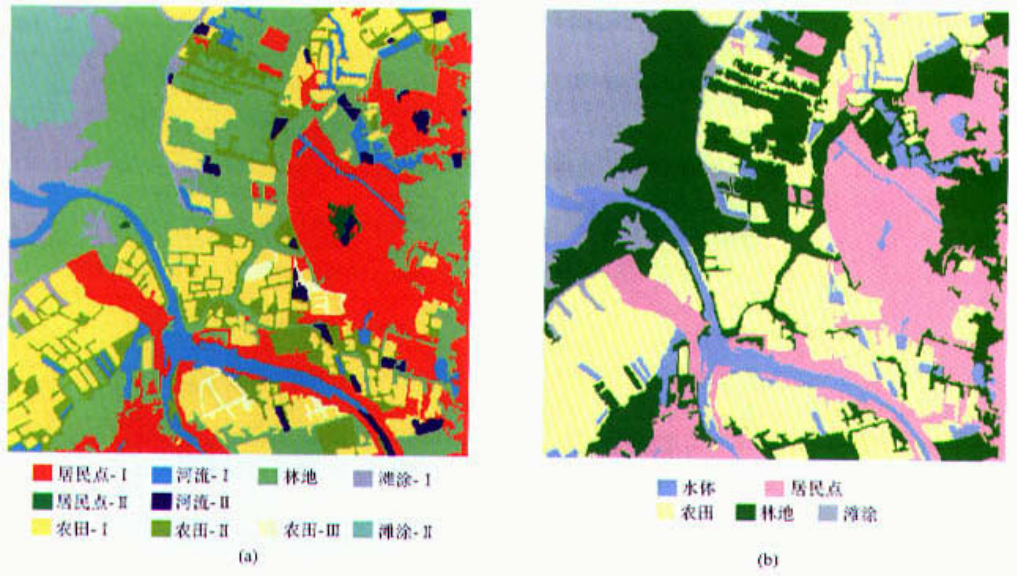 居民点-I 河流-I 林地 滩涂-I
居民点-II 河流-II
农田-I 农田-II 农田-III 滩涂-II
(a)
水体 居民点
农田 林地 滩涂
(b)